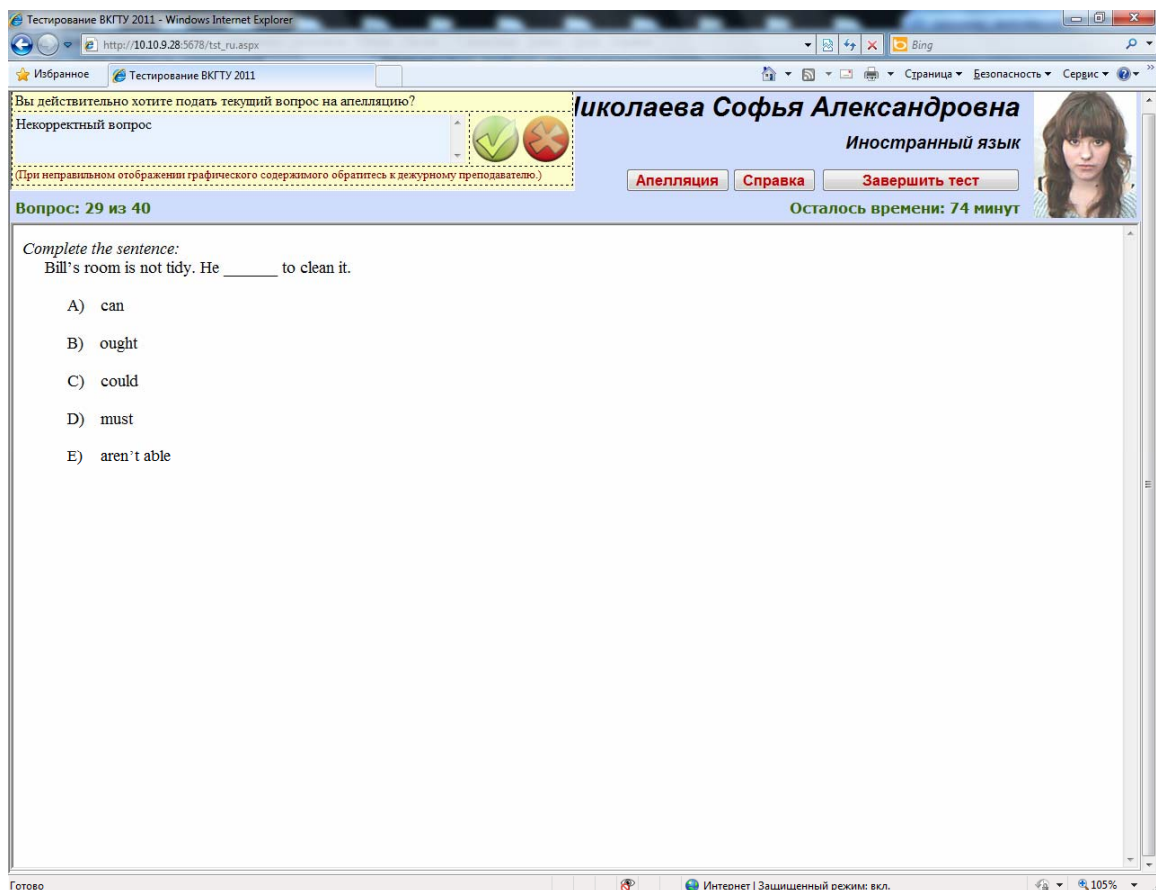 Тестирование ВКГТУ 2011 - Windows Internet Explorer
http://10.10.9.28:5678/tst_ru.aspx
Bing
Избранное
Тестирование ВКГТУ 2011
Страница
Безопасность
Сервис
»
Вы действительно хотите подать текущий вопрос на апелляцию?
Некорректный вопрос
(При неправильном отображении графического содержимого обратитесь к дежурному преподавателю.)
иколаева Софья Александровна
Иностранный язык
Апелляция
Справка
Завершить тест
Вопрос: 29 из 40
Осталось времени: 74 минут
Complete the sentence:
Bill’s room is not tidy. He _______ to clean it.
A) can
B) ought
C) could
D) must
E) aren’t able
Готово
Интернет | Защищенный режим: вкл.
105%